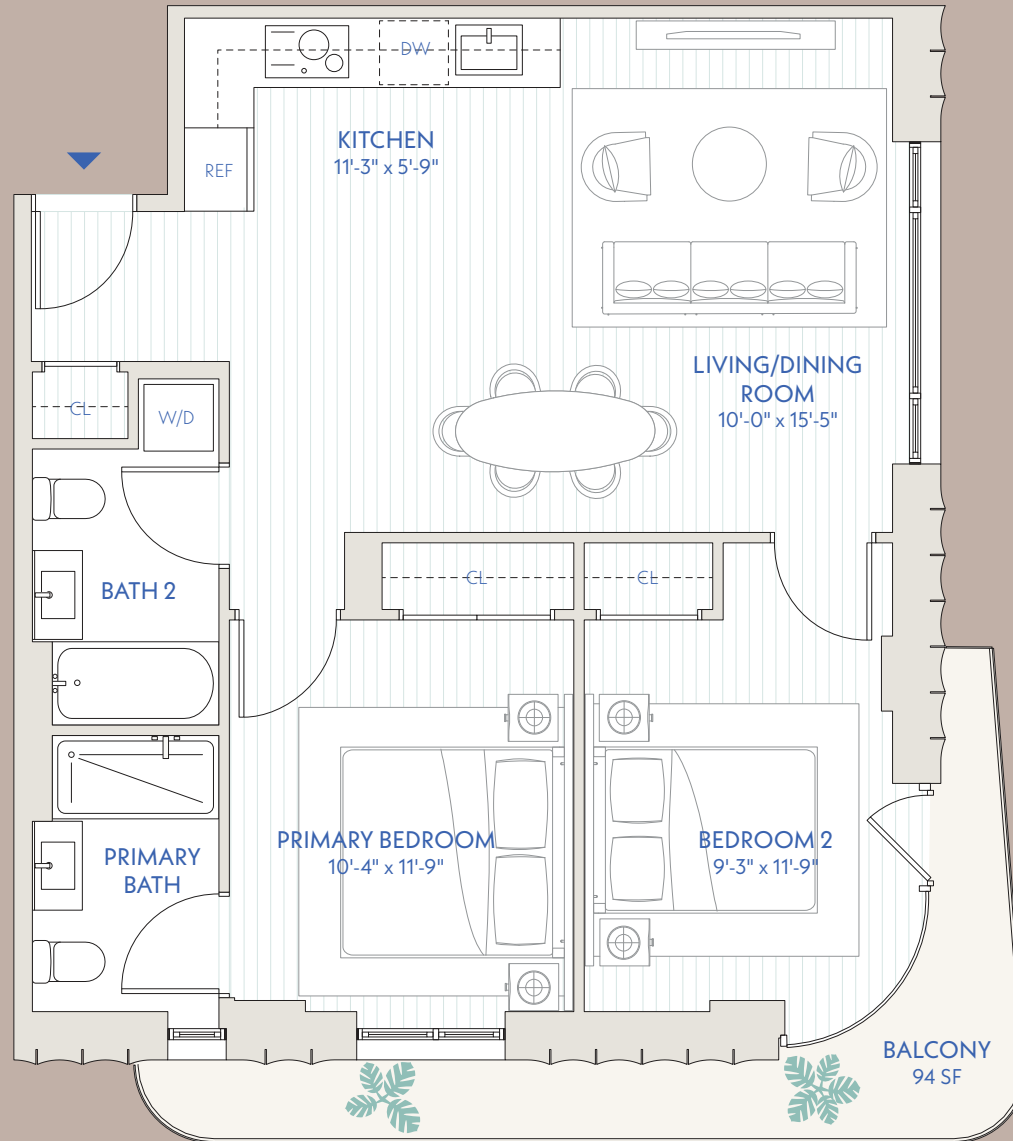 DW
KITCHEN
11'-3" x 5'-9"
REF
LIVING/DINING
ROOM
10'-0" x 15'-5"
CL
W/D
BATH 2
CL
CL
PRIMARY BEDROOM
10'-4" x 11'-9"
BEDROOM 2
9'-3" x 11'-9"
PRIMARY
BATH
BALCONY
94 SF